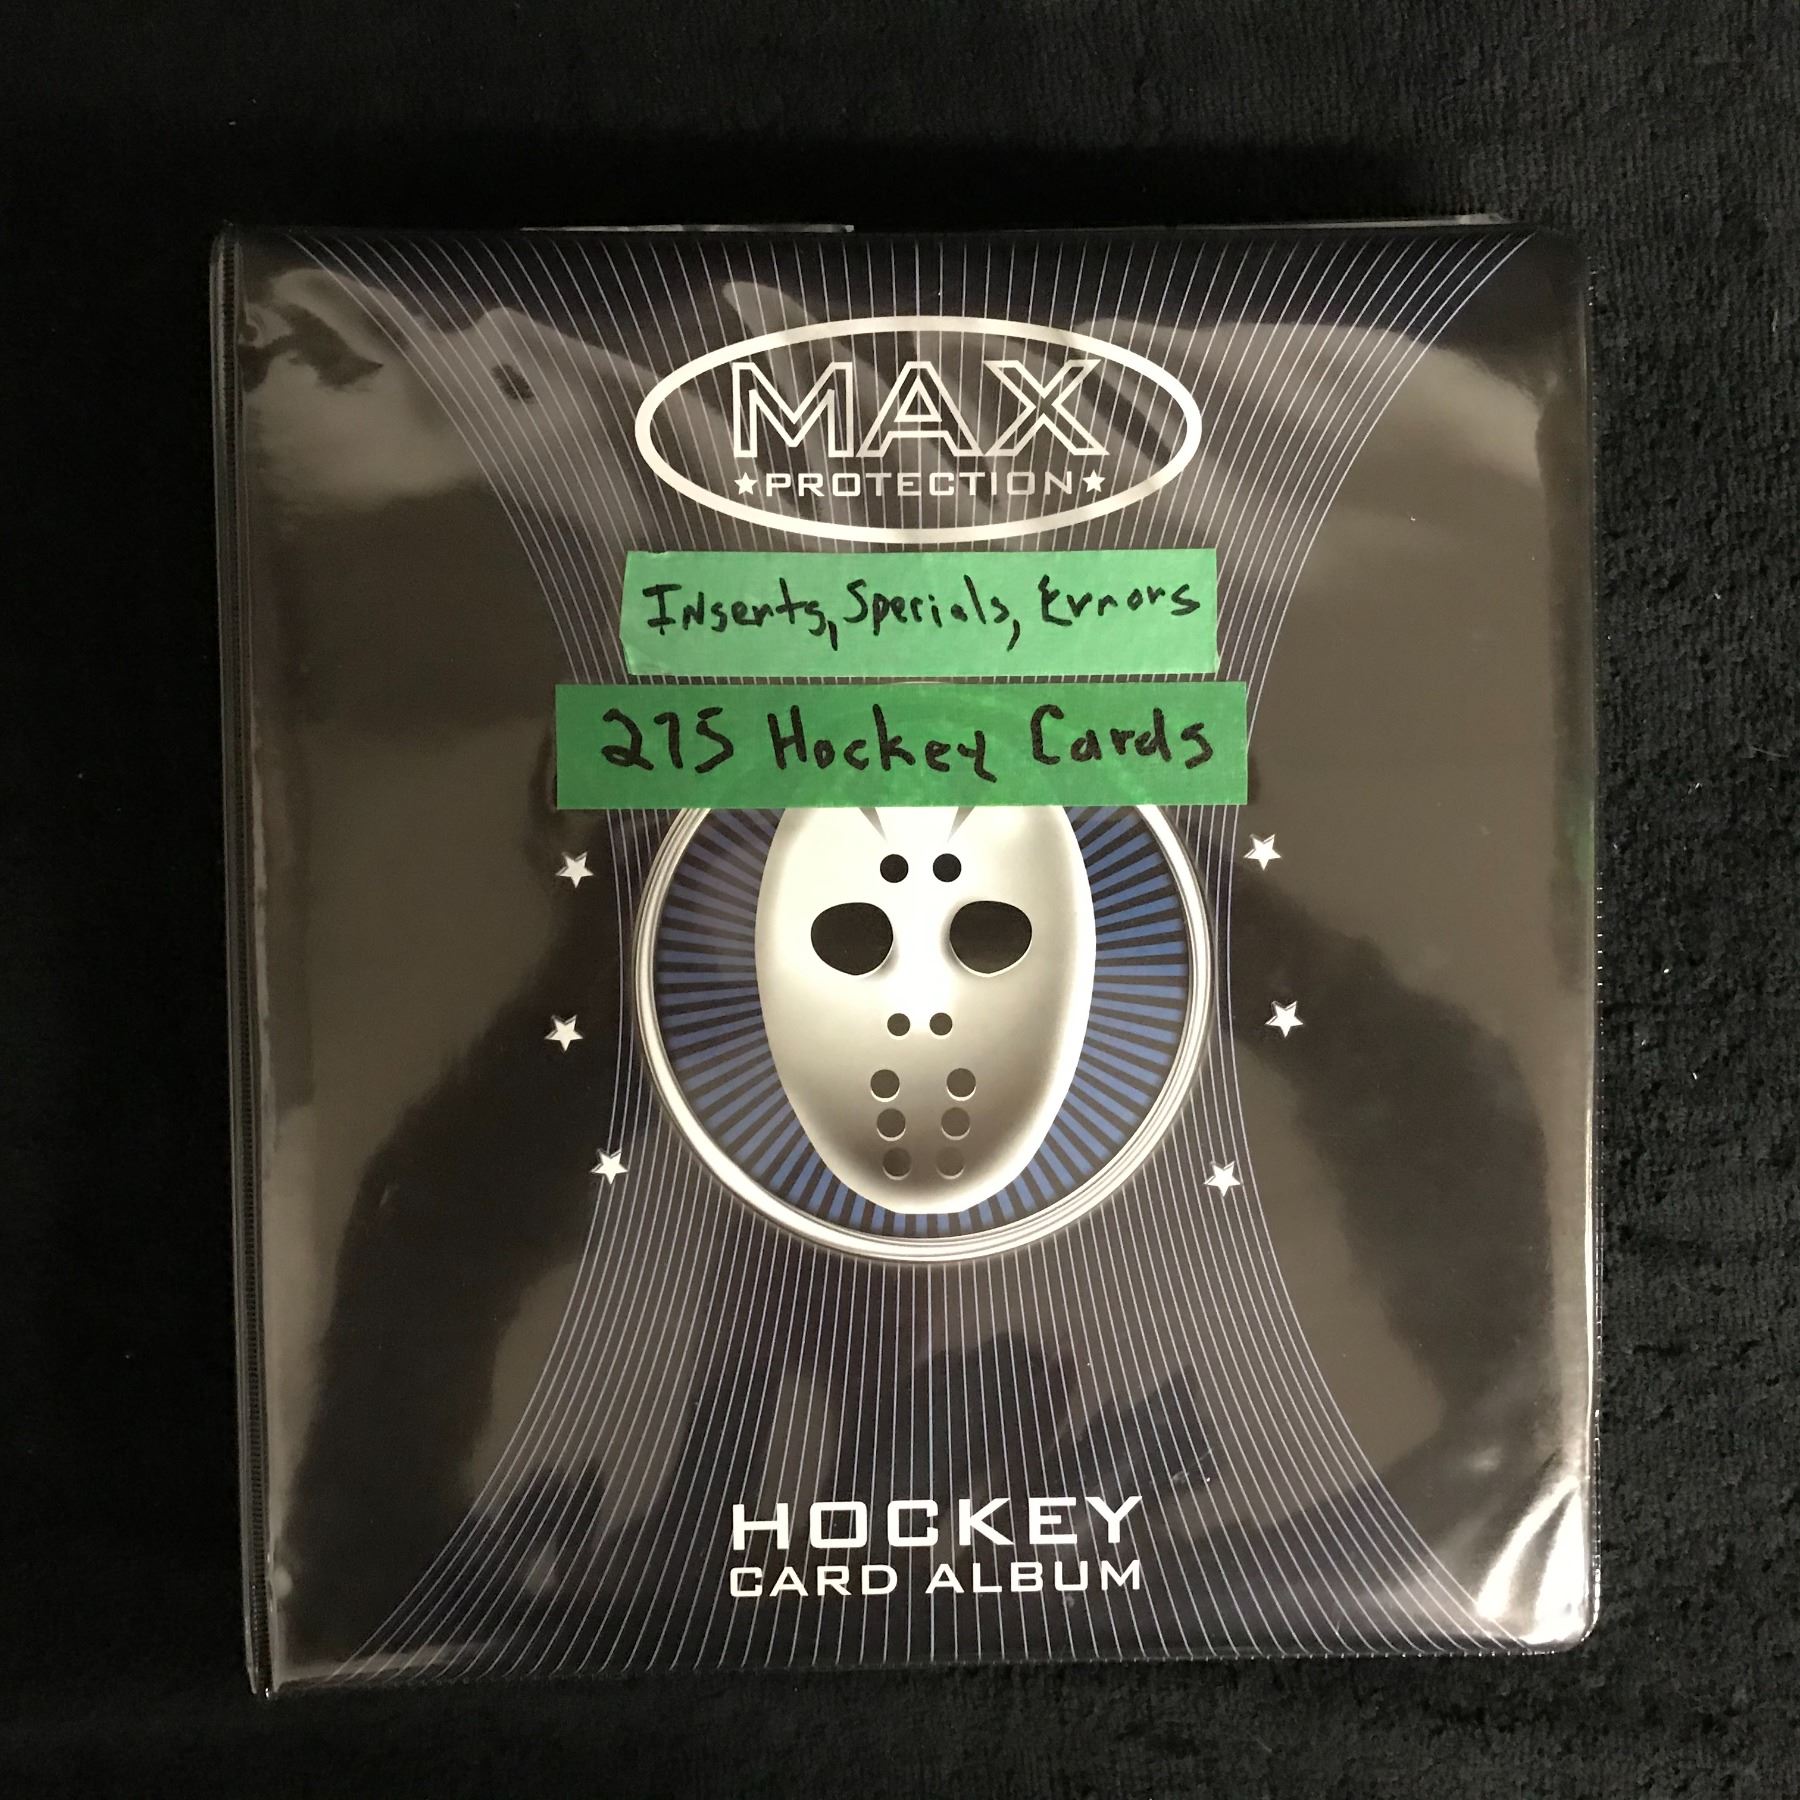 MAX
★PROTECTION★
Inserts, Specials, Errors
275 Hockey Cards
HOCKEY
CARD ALBUM